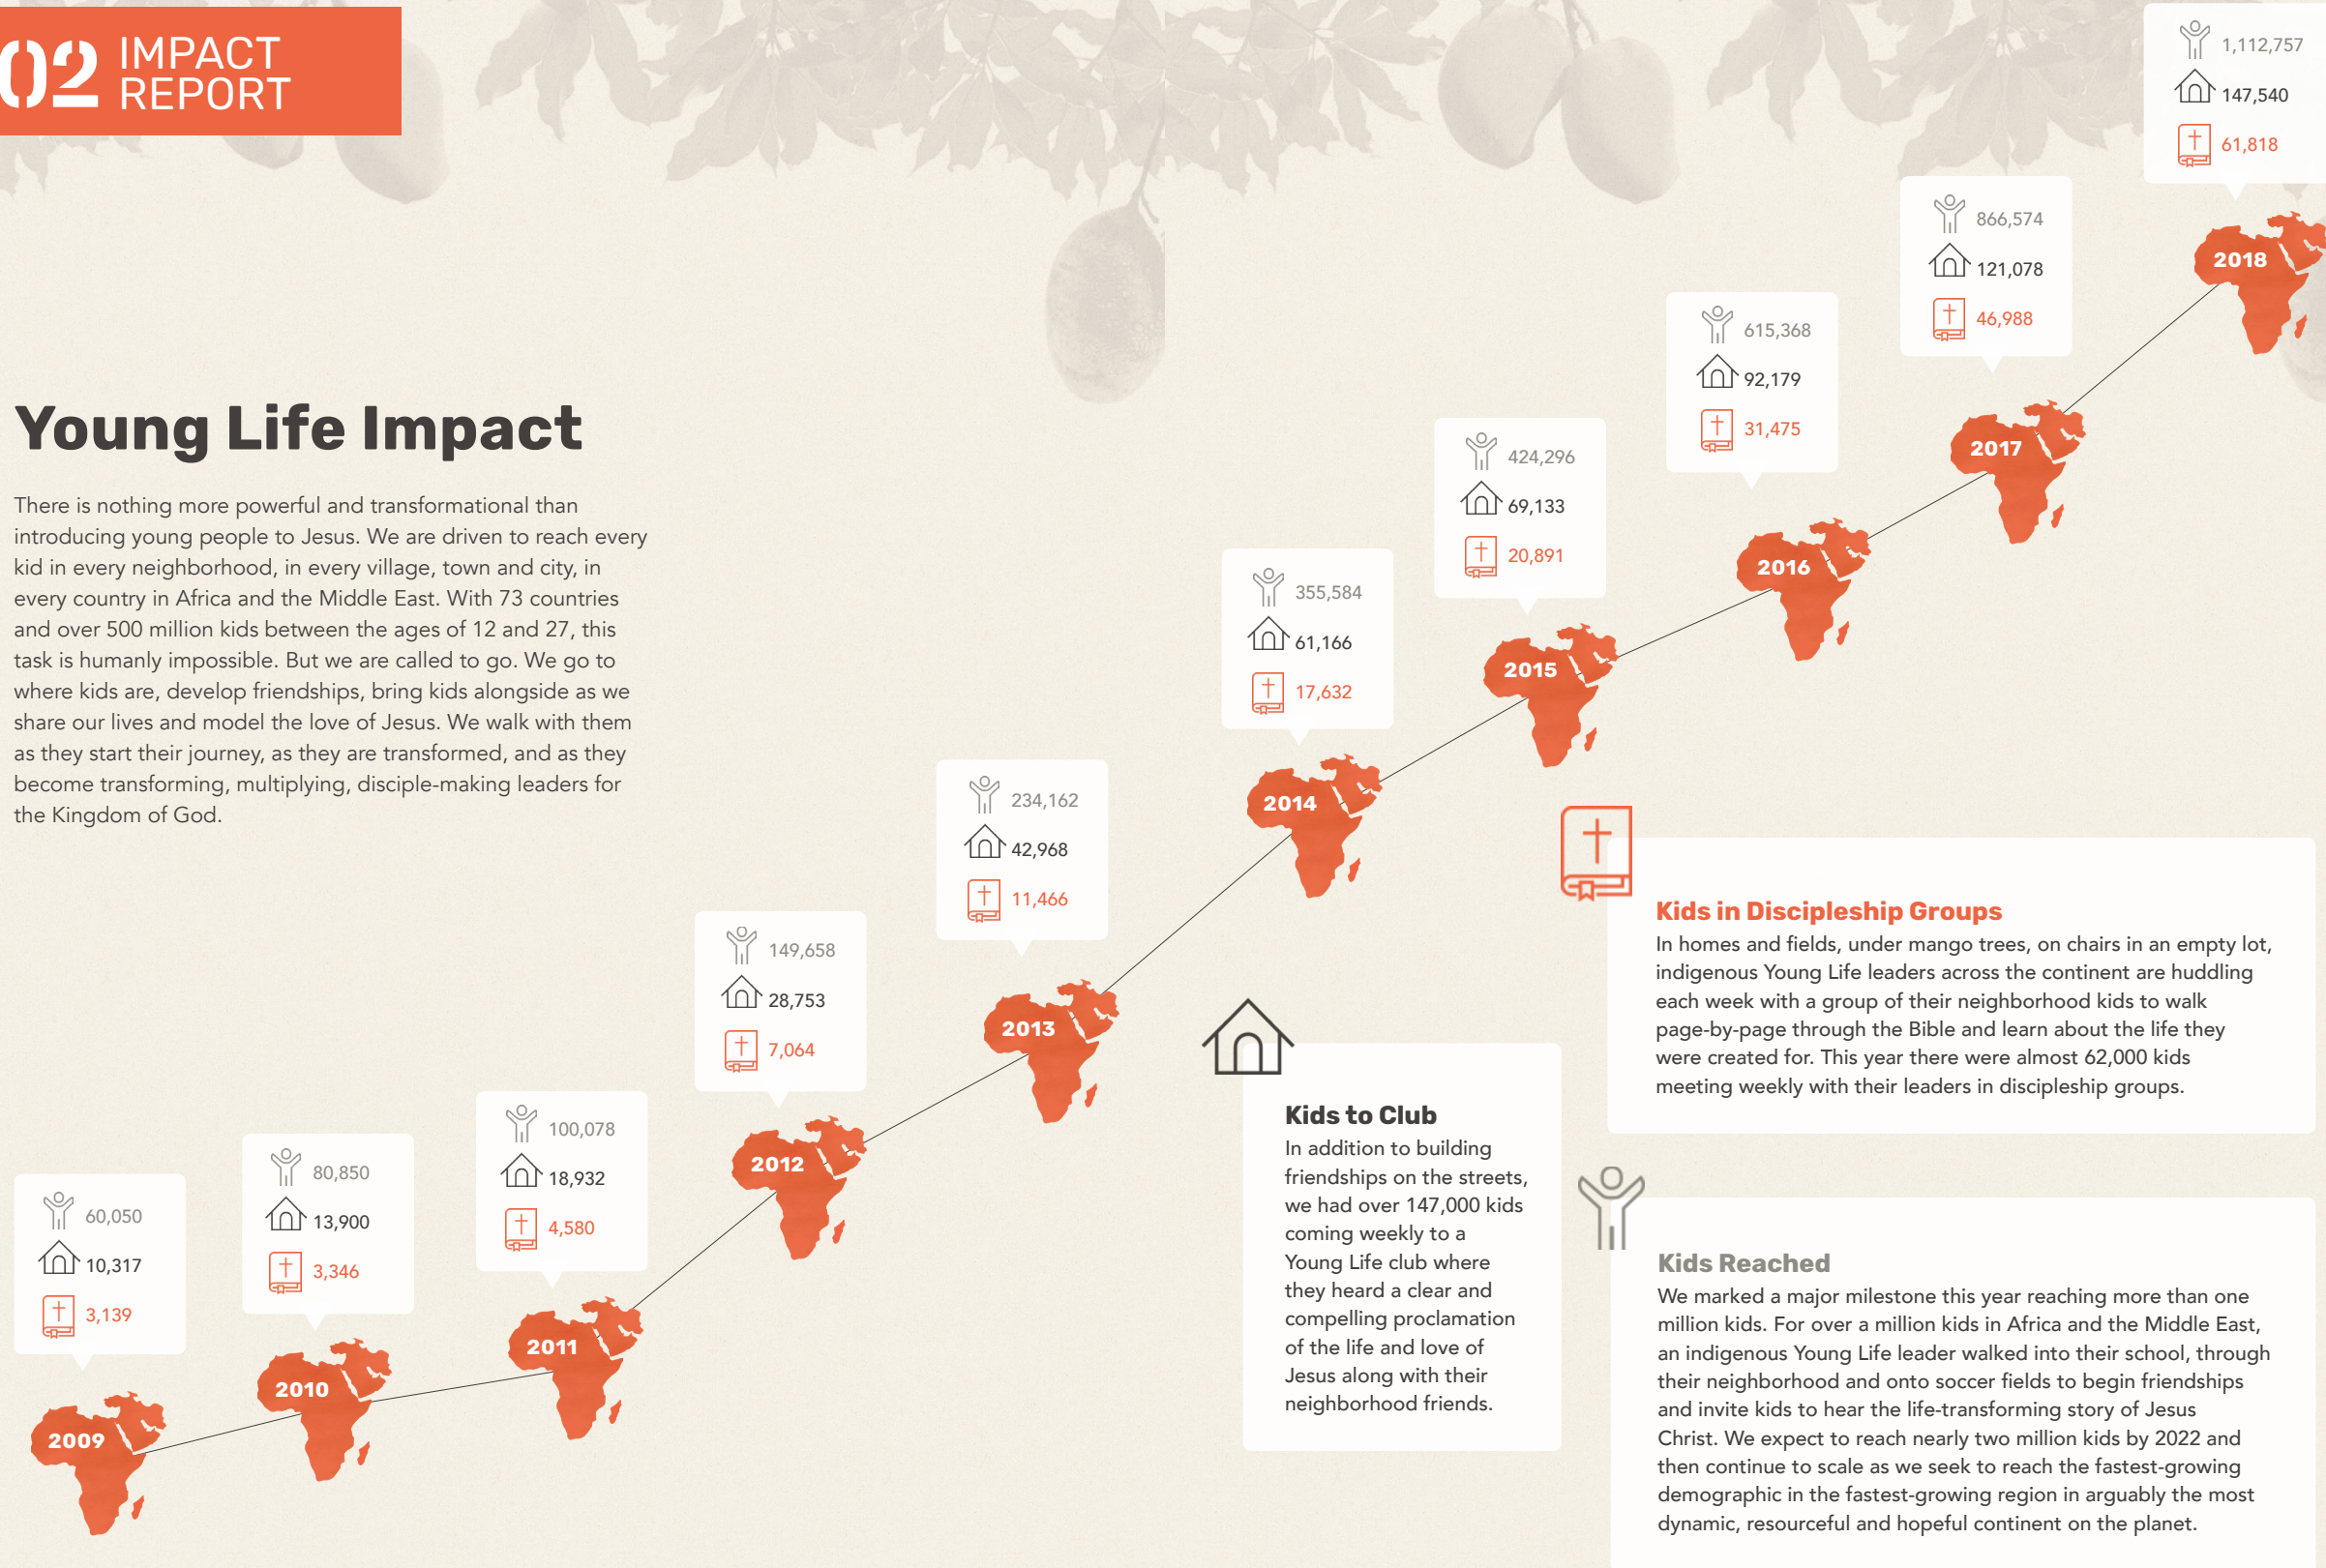 02 IMPACT
REPORT
Young Life Impact
There is nothing more powerful and transformational than
introducing young people to Jesus. We are driven to reach every
kid in every neighborhood, in every village, town and city, in
every country in Africa and the Middle East. With 73 countries
and over 500 million kids between the ages of 12 and 27, this
task is humanly impossible. But we are called to go. We go to
where kids are, develop friendships, bring kids alongside as we
share our lives and model the love of Jesus. We walk with them
as they start their journey, as they are transformed, and as they
become transforming, multiplying, disciple-making leaders for
the Kingdom of God.
60,050
10,317
3,139
2009
80,850
13,900
3,346
2010
100,078
18,932
4,580
2011
149,658
28,753
7,064
2012
234,162
42,968
11,466
2013
355,584
61,166
17,632
2014
424,296
69,133
20,891
2015
615,368
92,179
31,475
2016
866,574
121,078
46,988
2017
1,112,757
147,540
61,818
2018
Kids to Club
In addition to building
friendships on the streets,
we had over 147,000 kids
coming weekly to a
Young Life club where
they heard a clear and
compelling proclamation
of the life and love of
Jesus along with their
neighborhood friends.
Kids in Discipleship Groups
In homes and fields, under mango trees, on chairs in an empty lot,
indigenous Young Life leaders across the continent are huddling
each week with a group of their neighborhood kids to walk
page-by-page through the Bible and learn about the life they
were created for. This year there were almost 62,000 kids
meeting weekly with their leaders in discipleship groups.
Kids Reached
We marked a major milestone this year reaching more than one
million kids. For over a million kids in Africa and the Middle East,
an indigenous Young Life leader walked into their school, through
their neighborhood and onto soccer fields to begin friendships
and invite kids to hear the life-transforming story of Jesus
Christ. We expect to reach nearly two million kids by 2022 and
then continue to scale as we seek to reach the fastest-growing
demographic in the fastest-growing region in arguably the most
dynamic, resourceful and hopeful continent on the planet.